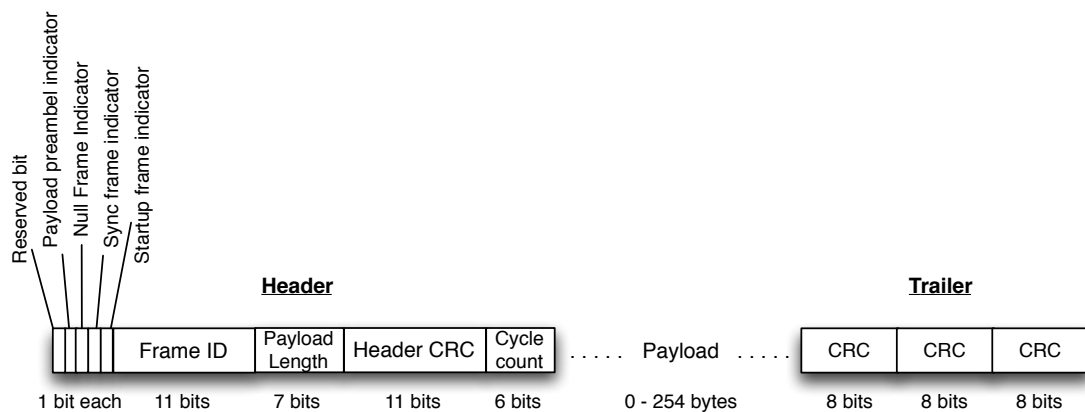 Reserved bit
Payload preambel indicator
Null Frame Indicator
Sync frame indicator
Startup frame indicator
Header
Trailer
Frame ID
Payload
Length
Header CRC
Cycle
count
. . . . . Payload . . . . .
CRC
CRC
CRC
1 bit each
11 bits
7 bits
11 bits
6 bits
0 - 254 bytes
8 bits
8 bits
8 bits